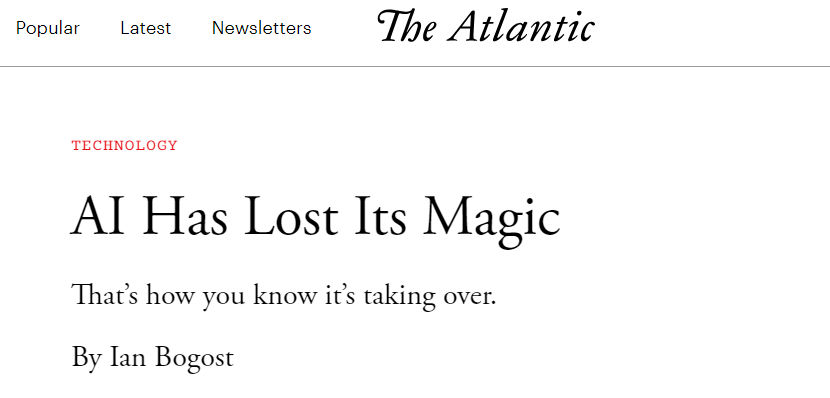 Popular Latest Newsletters The Atlantic
TECHNOLOGY
AI Has Lost Its Magic
That’s how you know it’s taking over.
By Ian Bogost